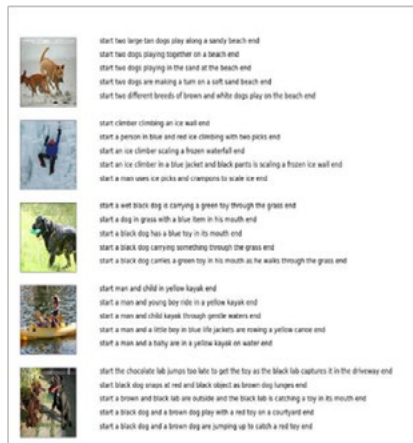 start two large tan dogs play along a sandy beach end
start two dogs playing together on a beach end
start two dogs playing in the sand at the beach end
start two dogs are making a turn on a soft sand beach end
start two different breeds of brown and white dogs play on the beach end
start climber climbing an ice wall end
start a person in blue and red ice climbing with two picks end
start an ice climber scaling a frozen waterfall end
start an ice climber in a blue jacket and black pants is scaling a frozen ice wall end
start a man uses ice picks and crampons to scale ice end
start a wet black dog is carrying a green toy through the grass end
start a dog in grass with a blue item in his mouth end
start a black dog has a blue toy in its mouth end
start a black dog carrying something through the grass end
start a black dog carries a green toy in his mouth as he walks through the grass end
start man and child in yellow kayak end
start a man and young boy ride in a yellow kayak end
start a man and child kayak through gentle waters end
start a man and a little boy in blue life jackets are rowing a yellow canoe end
start a man and a baby are in a yellow kayak on water end
start the chocolate lab jumps too late to get the toy as the black lab captures it in the driveway end
start black dog snaps at red and black object as brown dog lunges end
start a brown and black lab are outside and the black lab is catching a toy in its mouth end
start a black dog and a brown dog play with a red toy on a courtyard end
start a black dog and a brown dog are jumping up to catch a red toy end